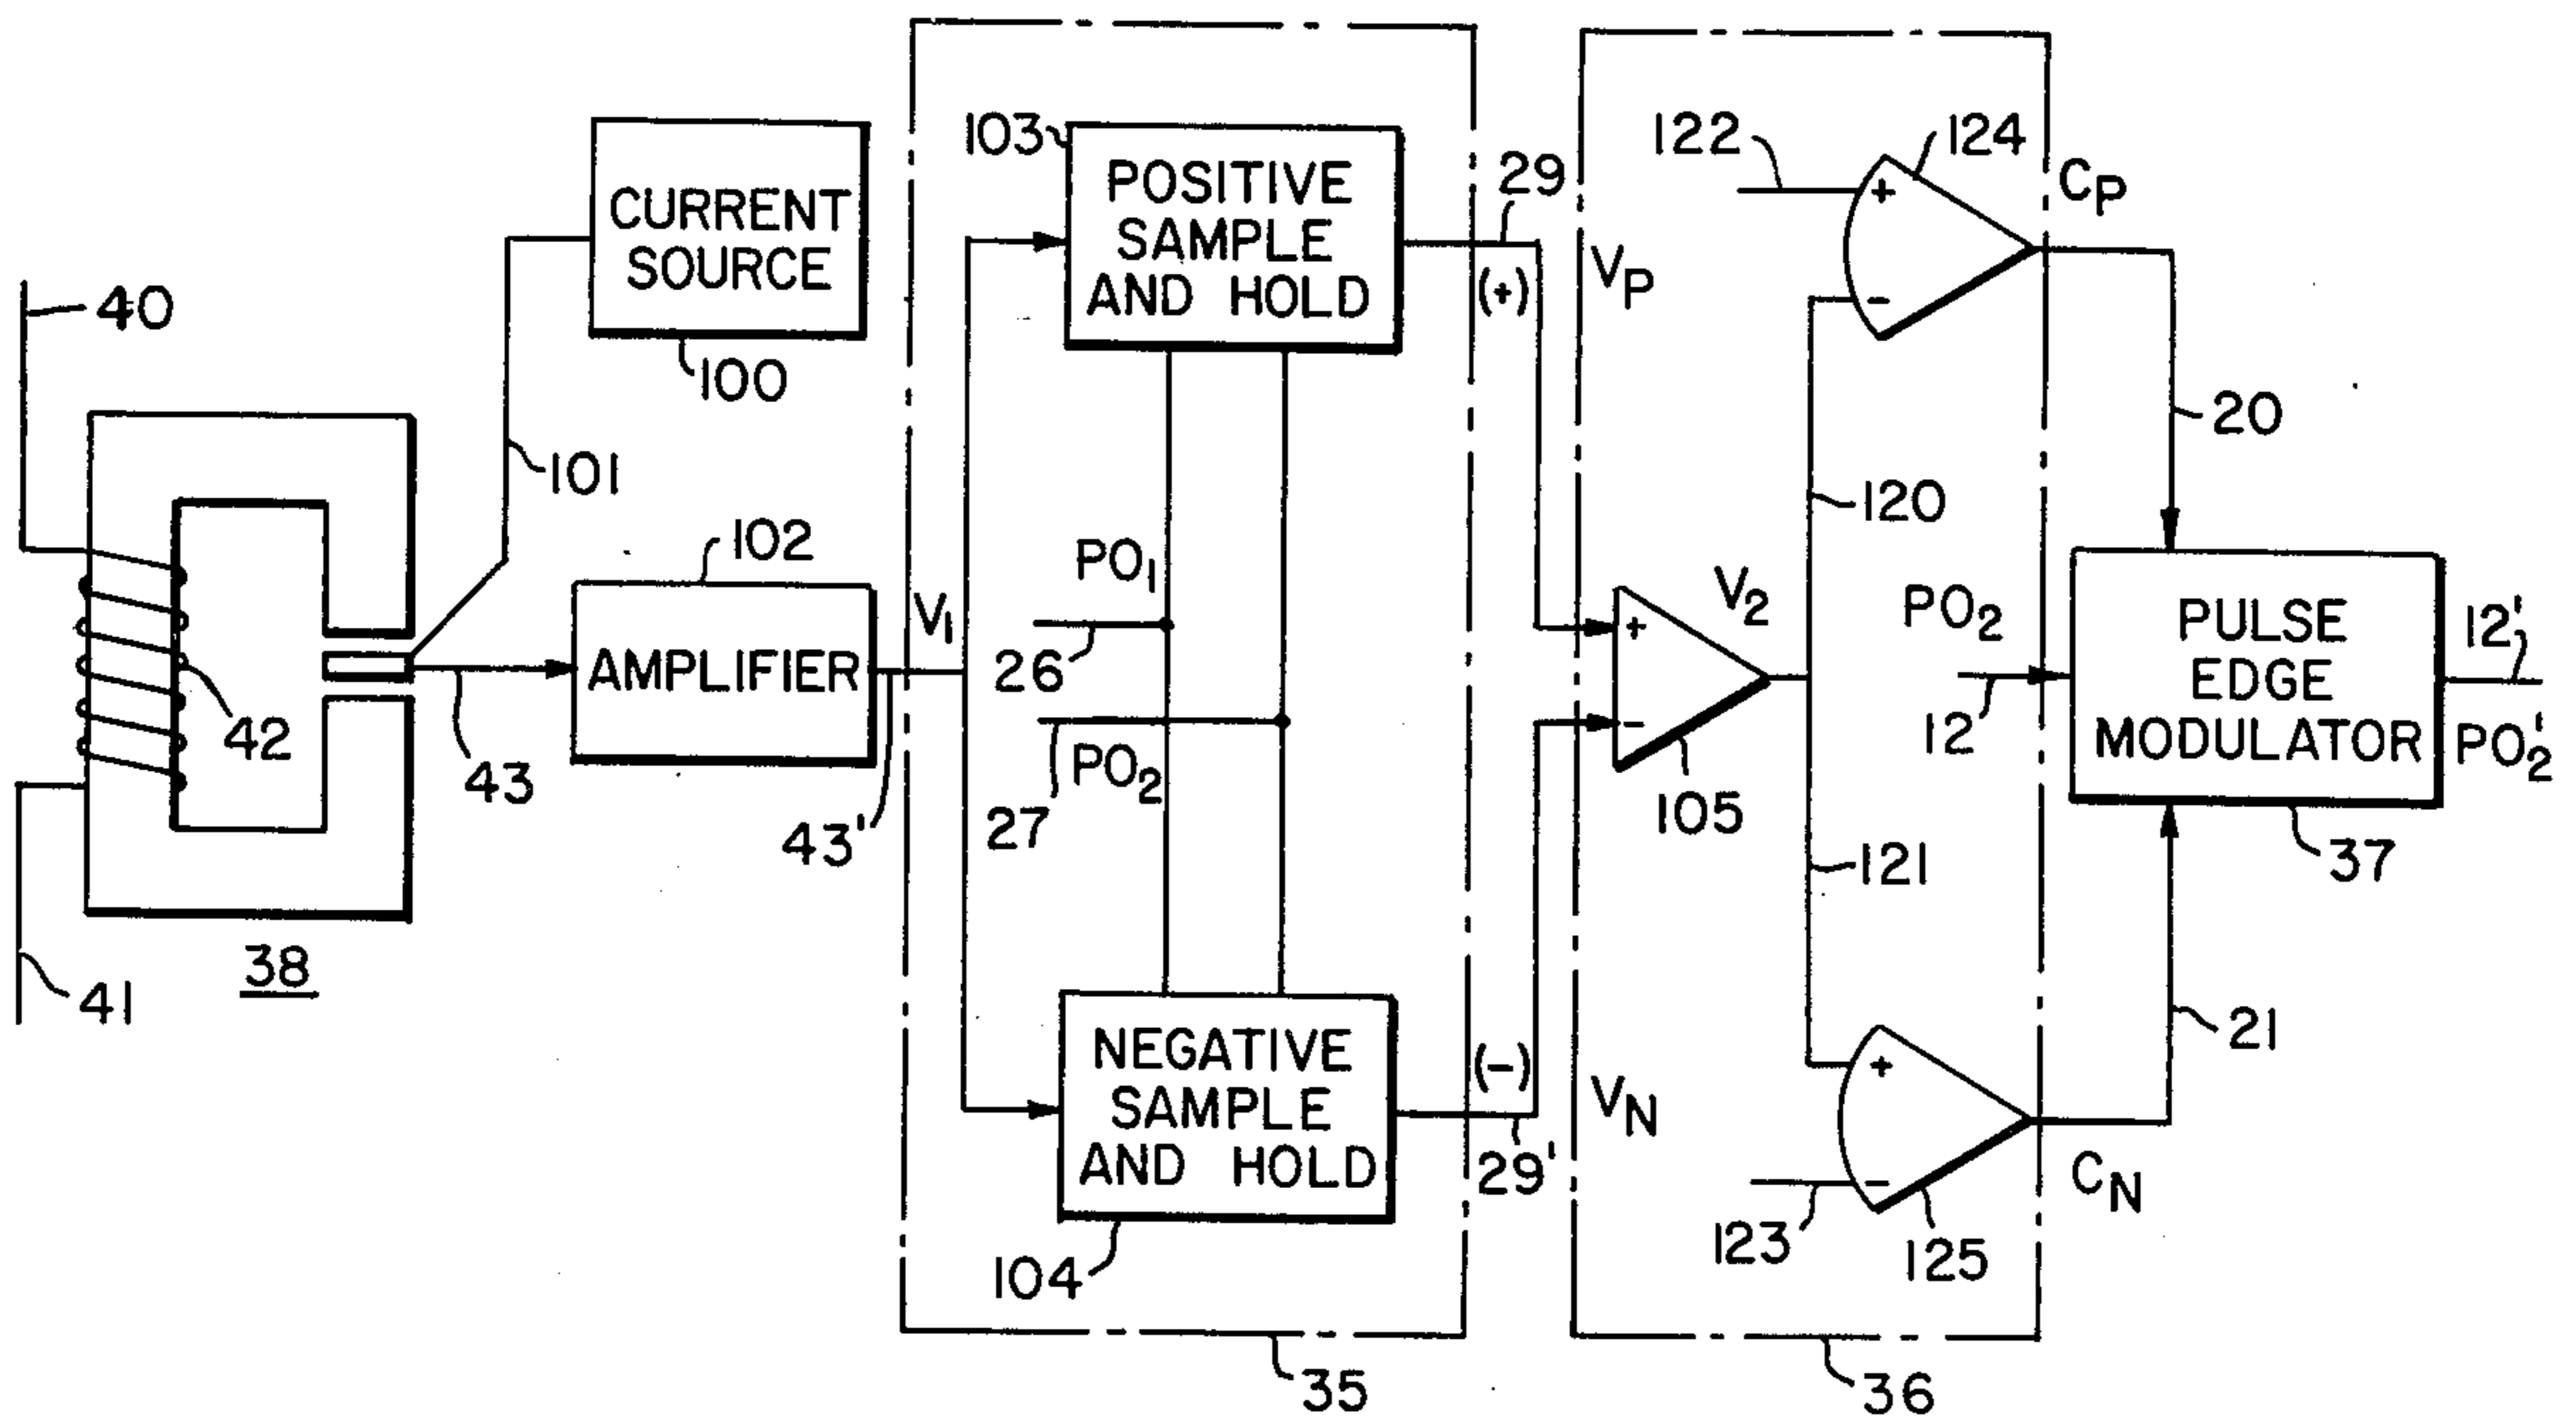 40
41
42
38
CURRENT
SOURCE
100
101
43
AMPLIFIER
102
43'
V1
103
POSITIVE
SAMPLE
AND HOLD
PO1
26
27
PO2
NEGATIVE
SAMPLE
AND HOLD
104
35
29
(+)
VP
(-)
29'
VN
+
-
105
V2
120
121
122
+
-
124
CP
20
123
+
-
125
CN
21
36
PO2
12
PULSE
EDGE
MODULATOR
37
12'
PO2'